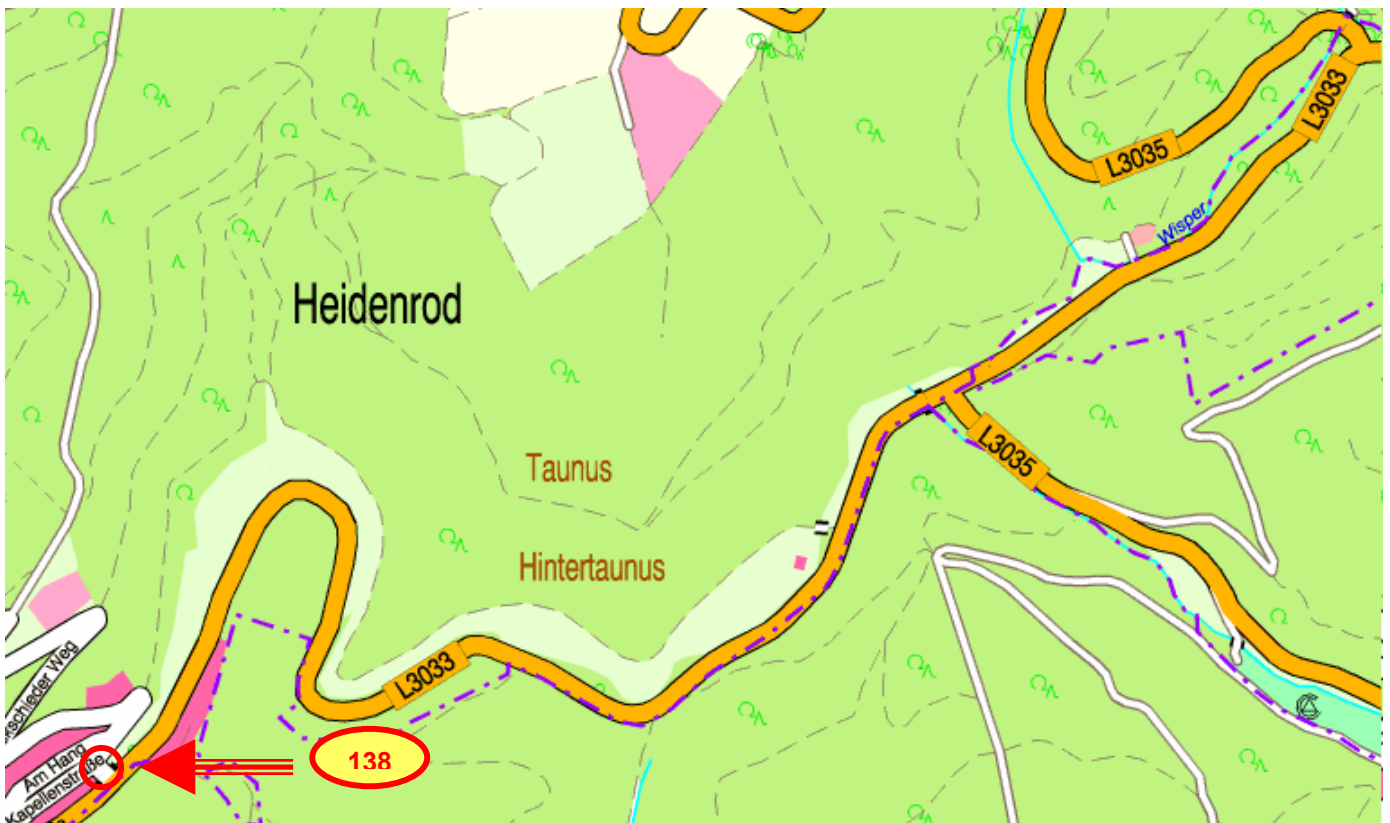 L3033
L3035
Wisper
Heidenrod
L3035
Taunus
Hintertaunus
L3033
Weg
Am Hang
Kapellenstraße
138